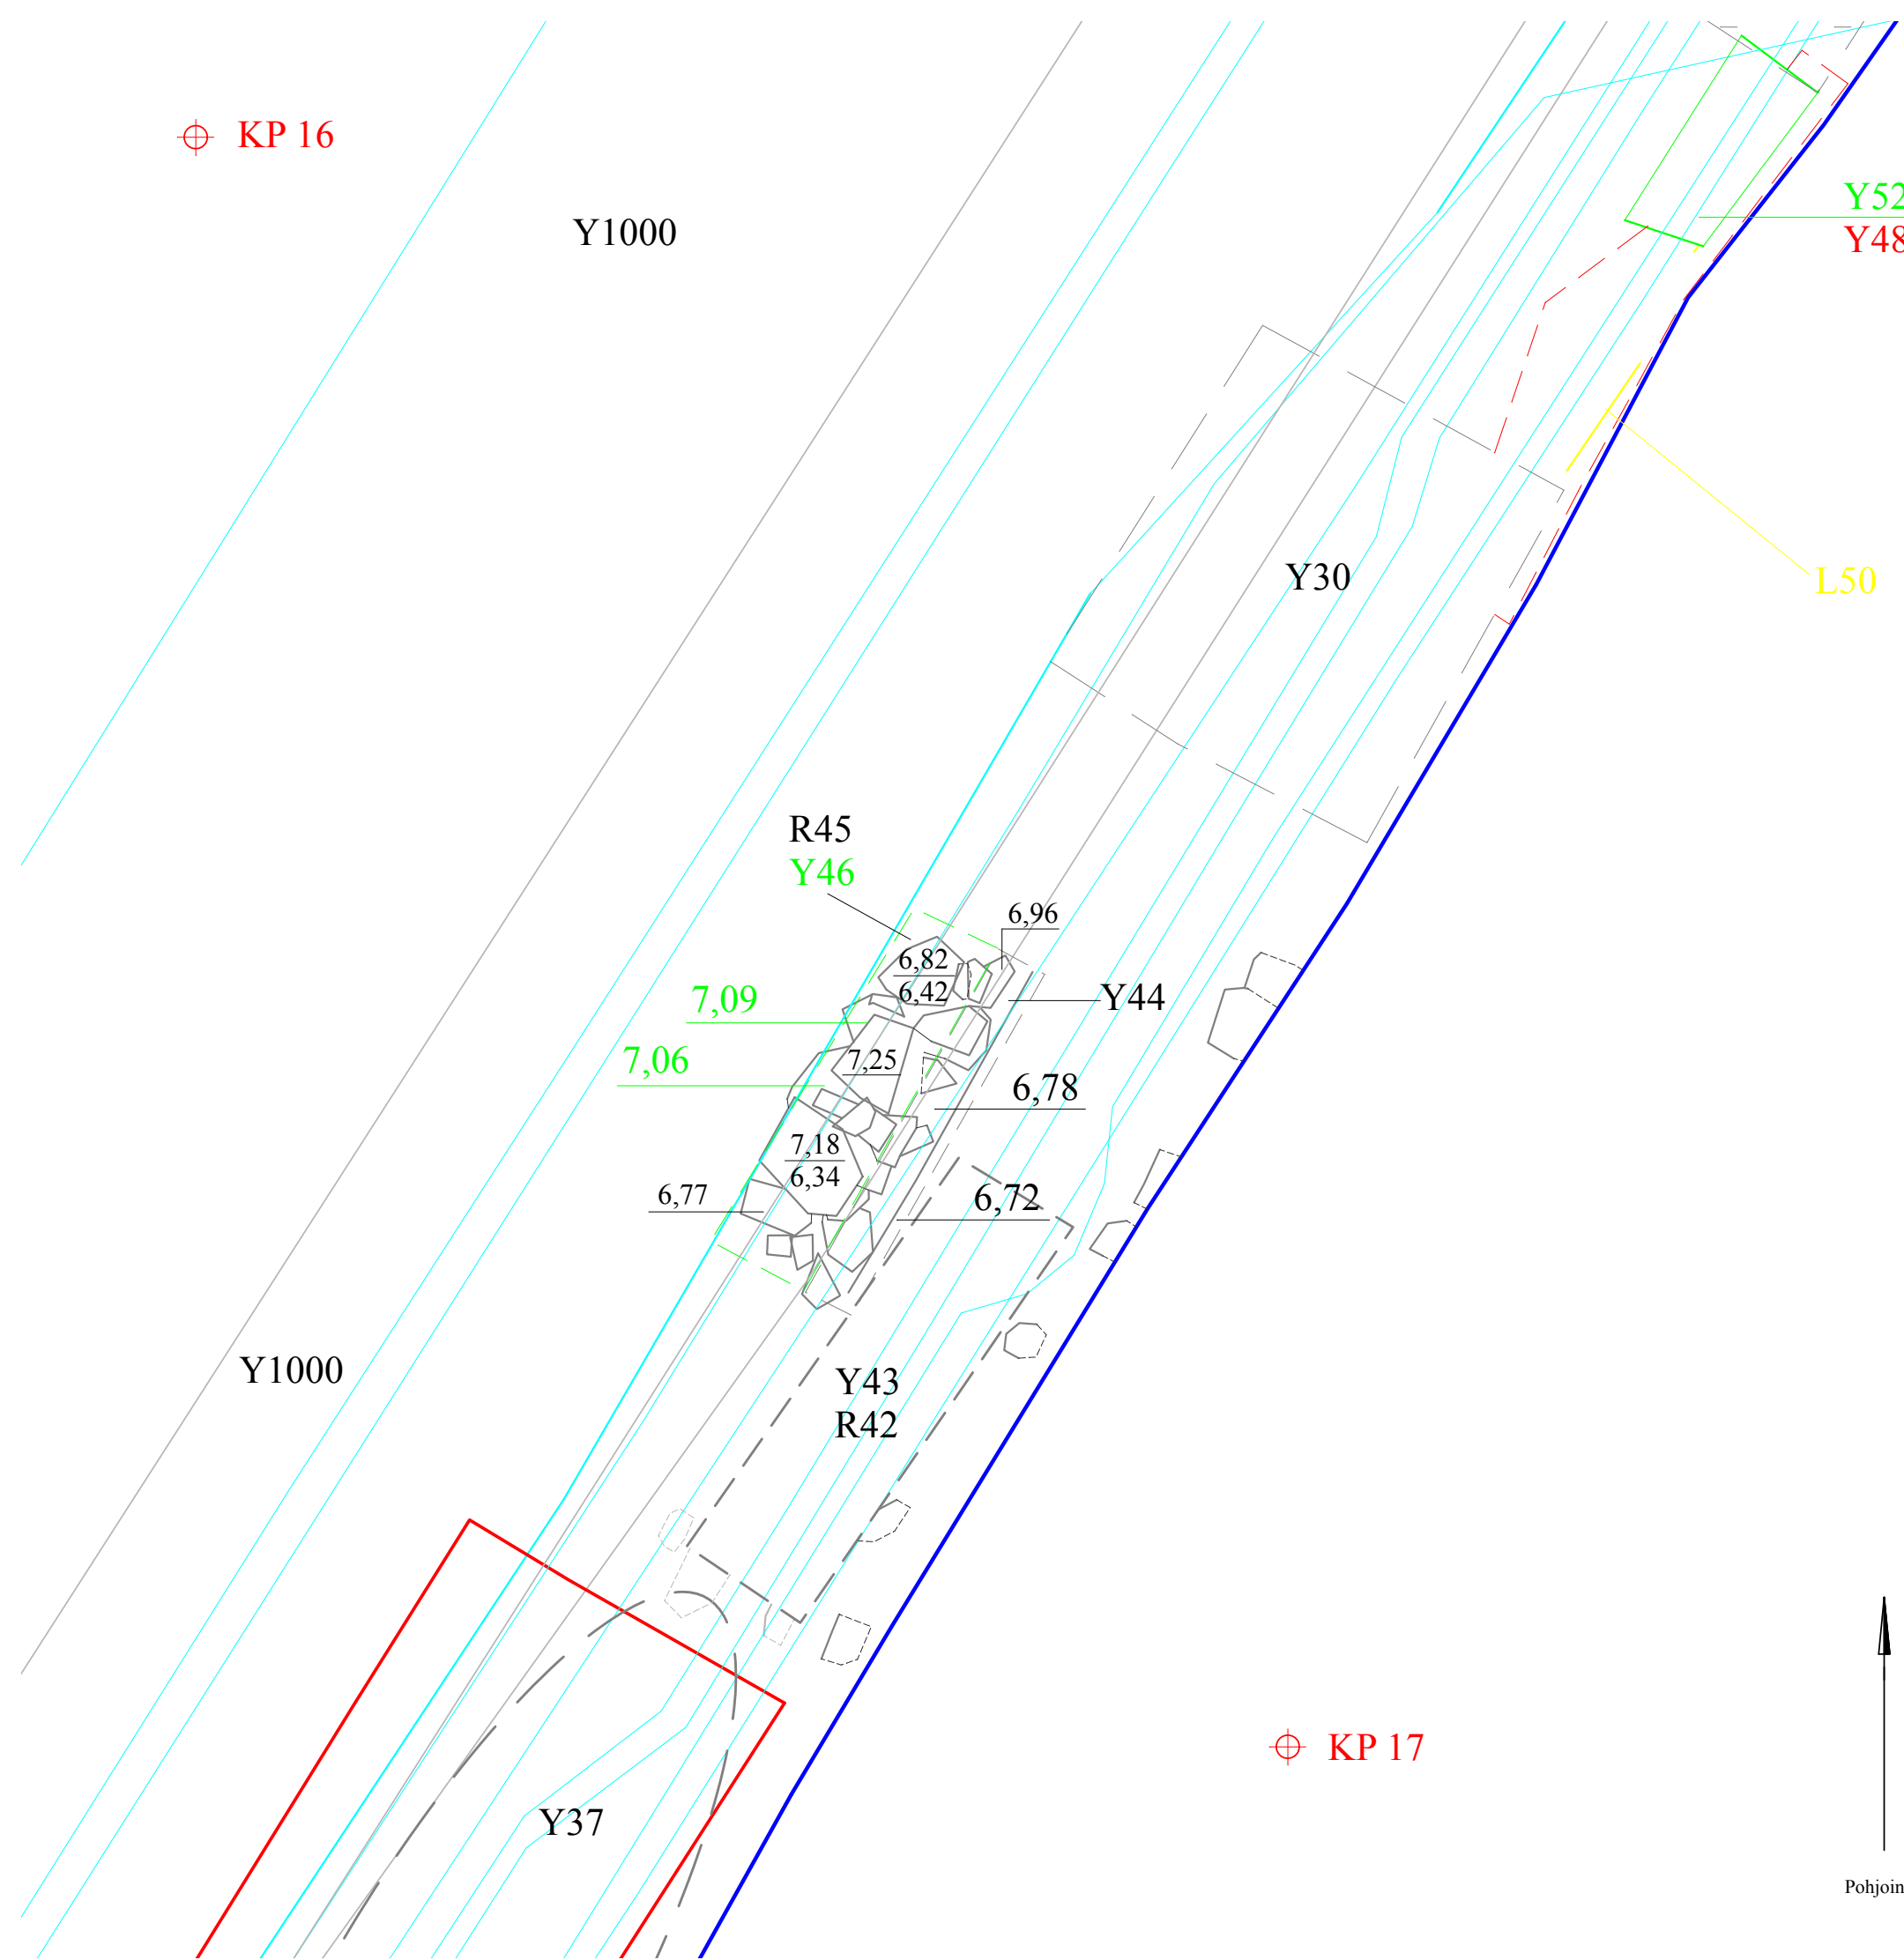 KP 16
Y1000
Y52
Y48
Y30
L50
R45
Y46
6,96
6,82
6,42
7,09
Y44
7,06
7,25
6,78
7,18
6,34
6,77
6,72
Y1000
Y43
R42
KP 17
Y37
Pohjoin